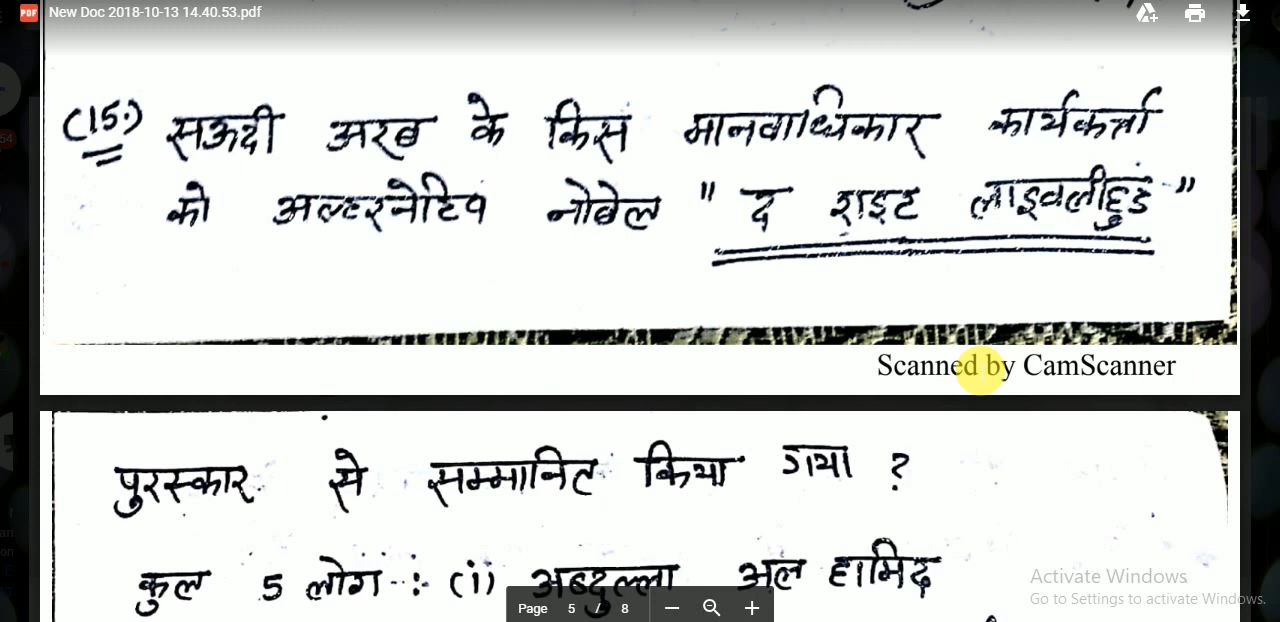 New Doc 2018-10-13 14.40.53.pdf
(15.) सऊदी अरब के किस मानवाधिकार कार्यकर्त्ता
को अल्टरनेटिव नोबेल " द राइट लाइवलीहुड "
Scanned by CamScanner
पुरस्कार से सम्मानित किया गया ?
कुल 5 लोग : (i) अब्दुल्ला अल हामिद
Page 5 / 8
Activate Windows
Go to Settings to activate Windows.